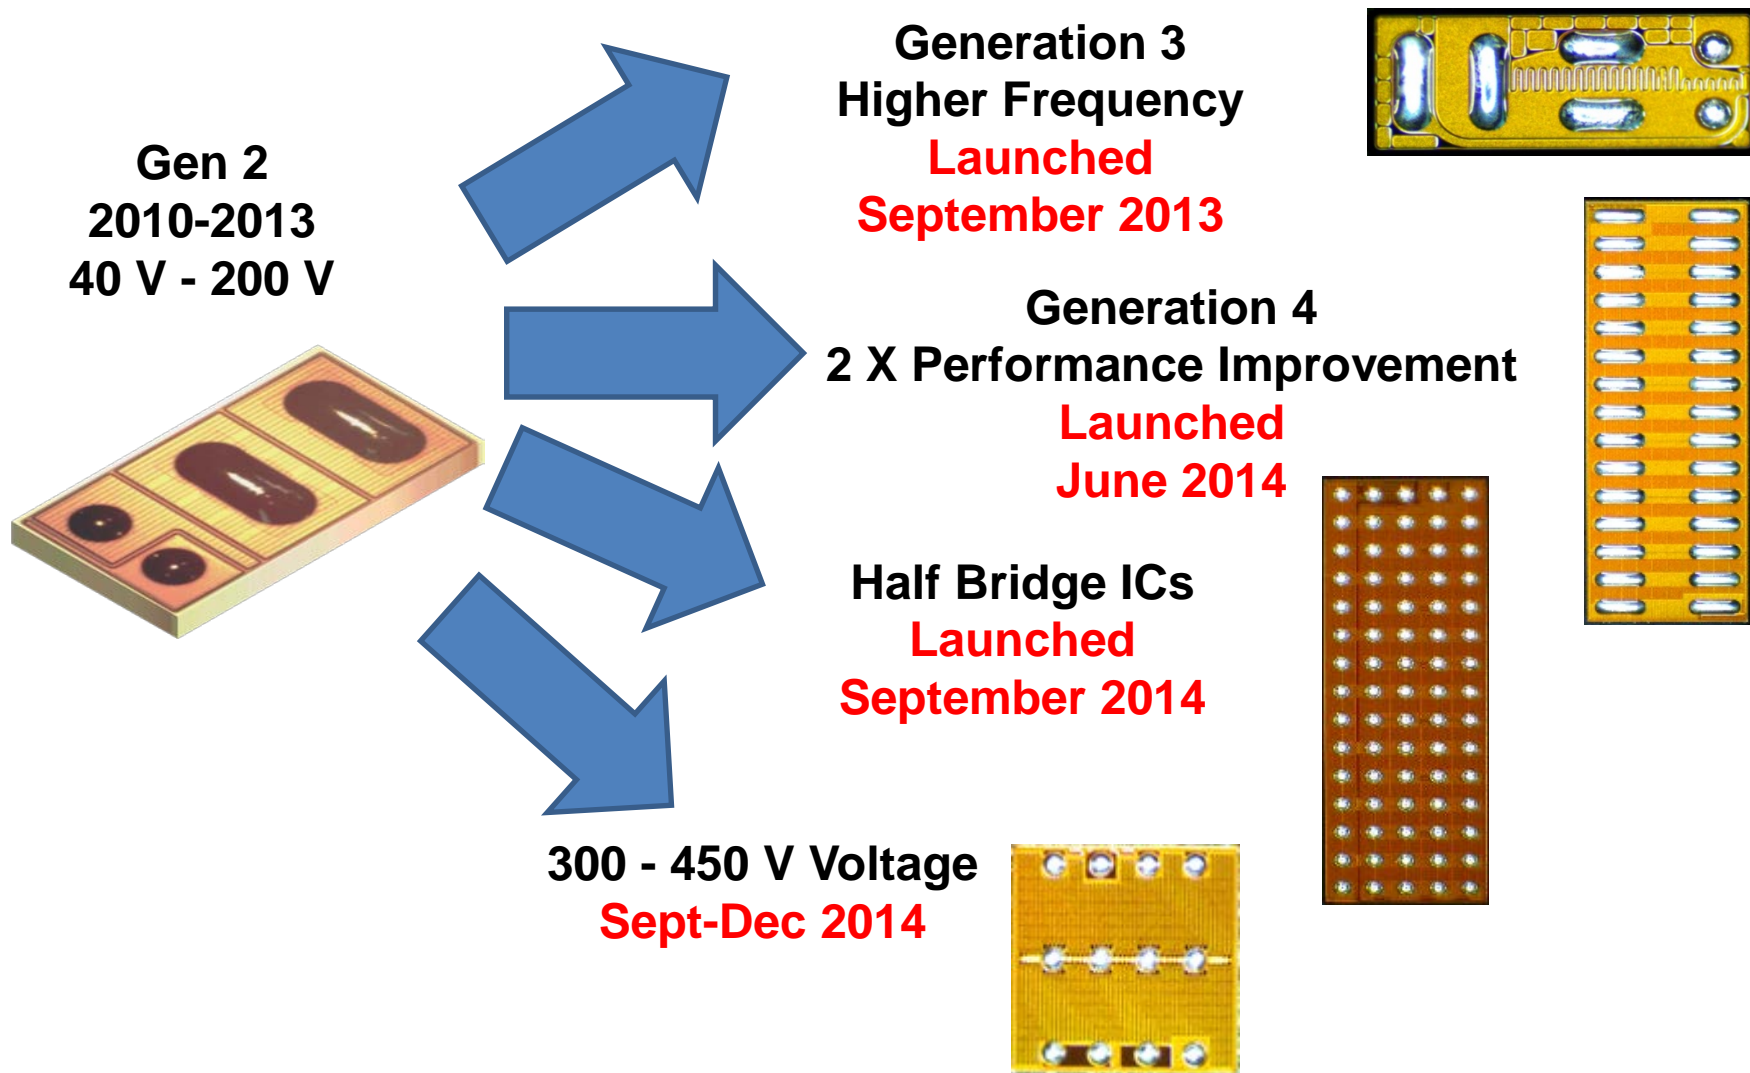 Gen 2
2010-2013
40 V - 200 V
Generation 3
Higher Frequency
Launched
September 2013
Generation 4
2 X Performance Improvement
Launched
June 2014
Half Bridge ICs
Launched
September 2014
300 - 450 V Voltage
Sept-Dec 2014